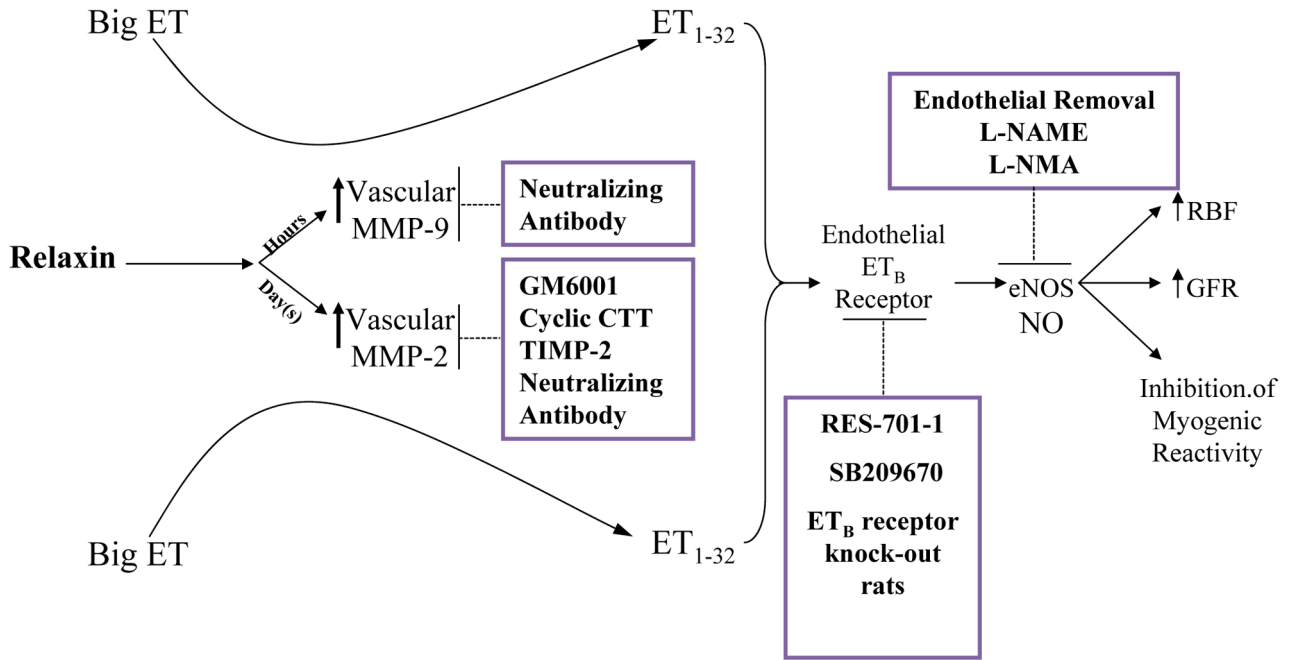 Big ET
ET1-32
Endothelial Removal
L-NAME
L-NMA
Vascular
MMP-9
Neutralizing
Antibody
Hours
Relaxin
Day(s)
Vascular
MMP-2
GM6001
Cyclic CTT
TIMP-2
Neutralizing
Antibody
Endothelial
ETB
Receptor
eNOS
NO
RBF
GFR
Inhibition.of
Myogenic
Reactivity
RES-701-1
SB209670
ETB receptor
knock-out
rats
Big ET
ET1-32